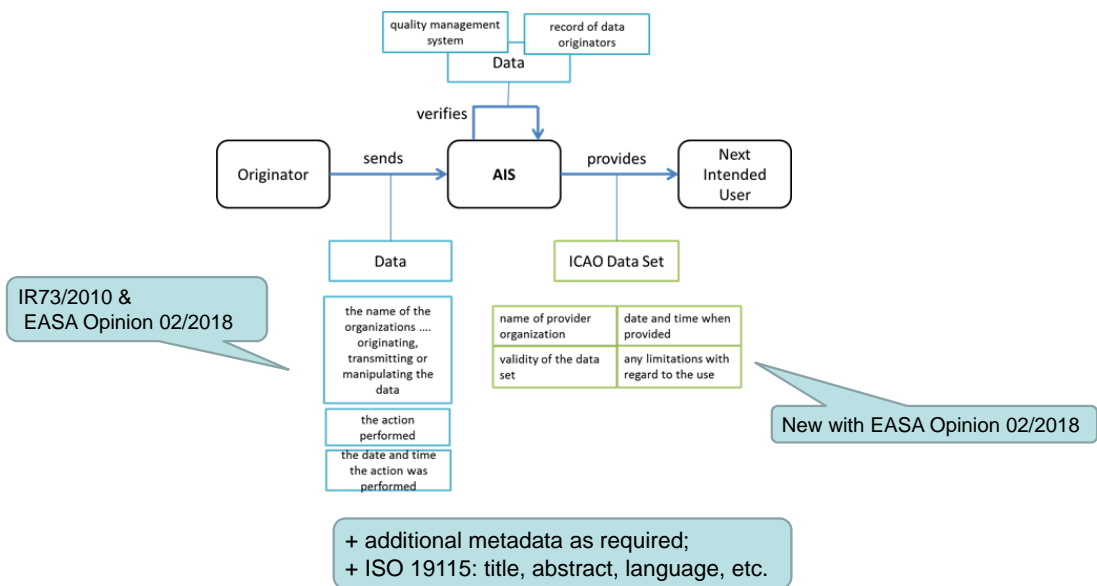 quality management
system
record of data
originators
Data
verifies
Originator
sends
AIS
provides
Next
Intended
User
Data
ICAO Data Set
IR73/2010 &
EASA Opinion 02/2018
the name of the
organizations ....
originating,
transmitting or
manipulating the
data
name of provider
organization
date and time when
provided
validity of the data
set
any limitations with
regard to the use
New with EASA Opinion 02/2018
the action
performed
the date and time
the action was
performed
+ additional metadata as required;
+ ISO 19115: title, abstract, language, etc.